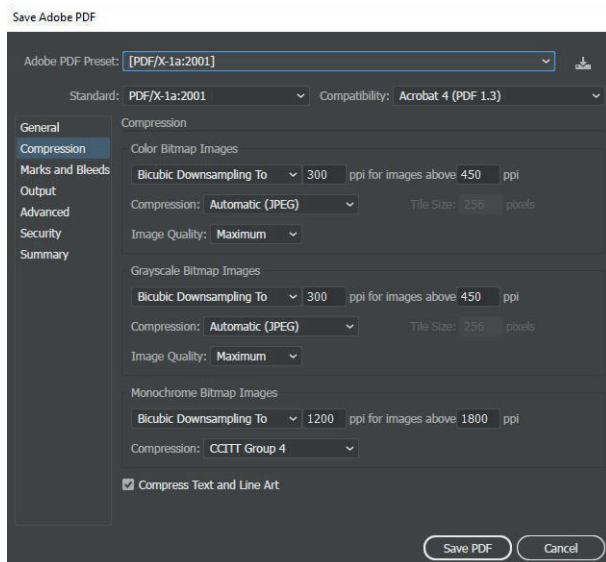 Save Adobe PDF
Adobe PDF Preset: [PDF/X-1a:2001]
Standard: PDF/X-1a:2001 Compatibility: Acrobat 4 (PDF 1.3)
General
Compression
Marks and Bleeds
Output
Advanced
Security
Summary
Compression
Color Bitmap Images
Bicubic Downsampling To 300 ppi for images above 450 ppi
Compression: Automatic (JPEG) Tile Size: 256 pixels
Image Quality: Maximum
Grayscale Bitmap Images
Bicubic Downsampling To 300 ppi for images above 450 ppi
Compression: Automatic (JPEG) Tile Size: 256 pixels
Image Quality: Maximum
Monochrome Bitmap Images
Bicubic Downsampling To 1200 ppi for images above 1800 ppi
Compression: CCITT Group 4
Compress Text and Line Art
Save PDF Cancel